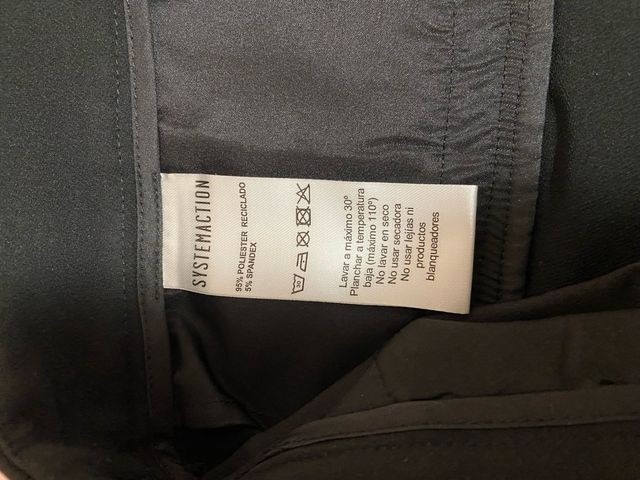 SYSTEMACTION
95% POLIESTER RECICLADO
5% SPANDEX
30
Lavar a máximo 30º
Planchar a temperatura
baja (máximo 110º)
No lavar en seco
No usar secadora
No usar lejías ni
productos
blanqueadores